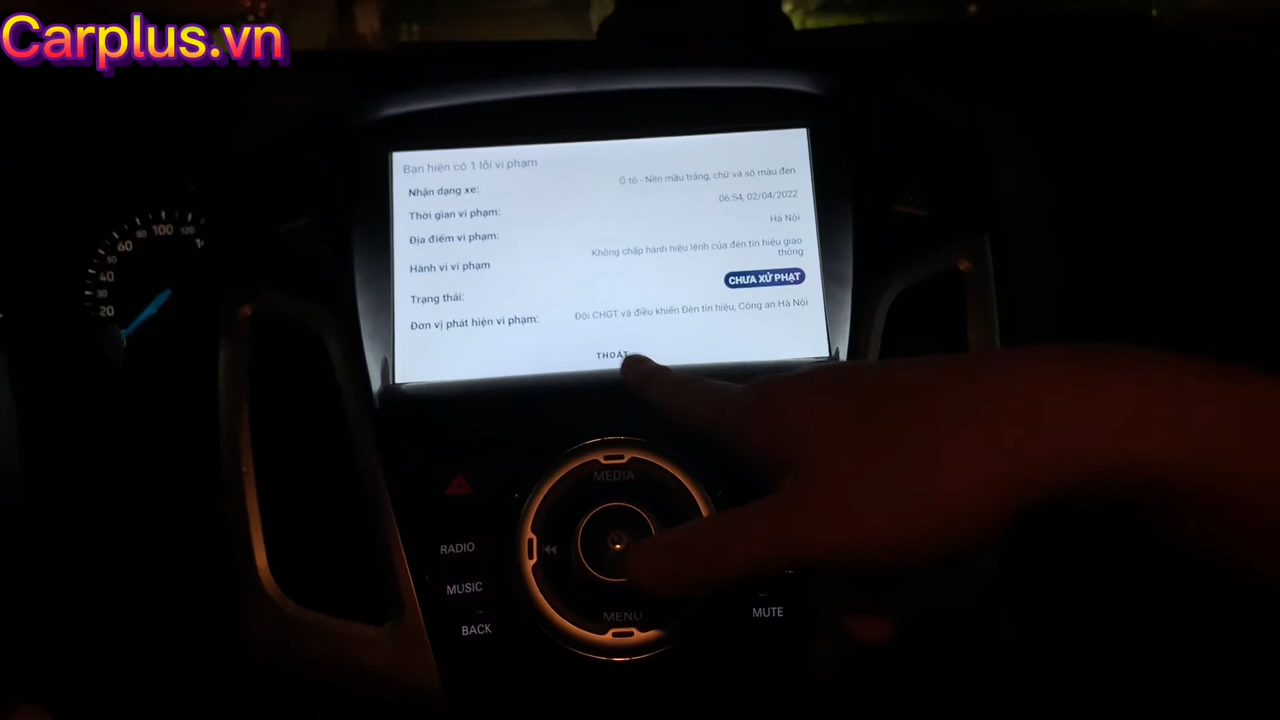 Carplus.vn
Bạn hiện có 1 lỗi vi phạm
Nhận dạng xe: Ô tô - Nền mầu trắng, chữ và số màu đen
Thời gian vi phạm: 06:54, 02/04/2022
Địa điểm vi phạm: Hà Nội
Hành vi vi phạm Không chấp hành hiệu lệnh của đèn tín hiệu giao
thông
Trạng thái: CHƯA XỬ PHẠT
Đơn vị phát hiện vi phạm: Đội CHGT và điều khiển Đèn tín hiệu, Công an Hà Nội
THOÁT
20
30
40
50
60
80
100
120
MEDIA
RADIO
MUSIC
BACK
MENU
MUTE